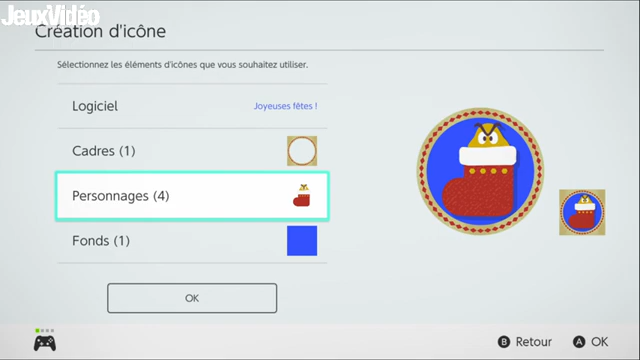 JeuxVidéo
Création d'icône
Sélectionnez les éléments d'icônes que vous souhaitez utiliser.
Logiciel Joyeuses fêtes !
Cadres (1)
Personnages (4)
Fonds (1)
OK
B Retour A OK